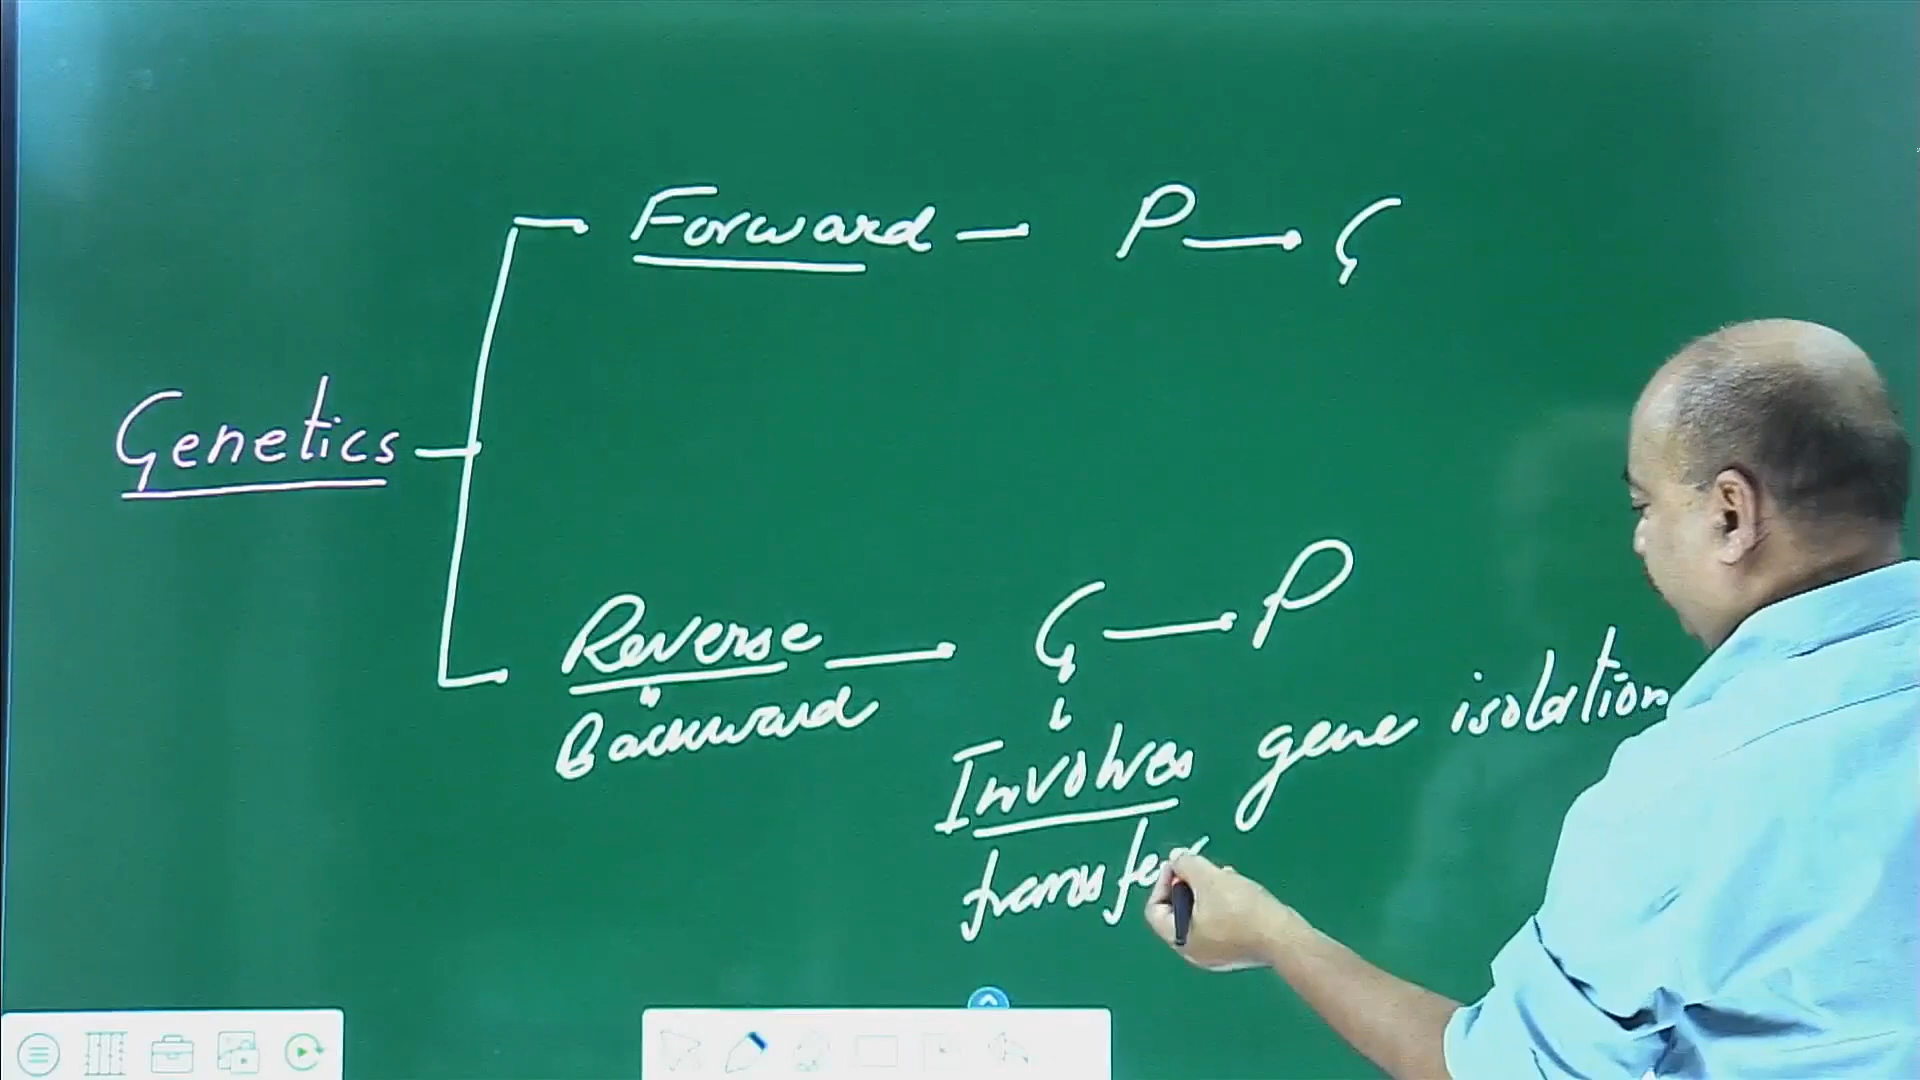 Forward — P → G
Genetics
Reverse → G → P
"
Backward
Involves gene isolation
transfer